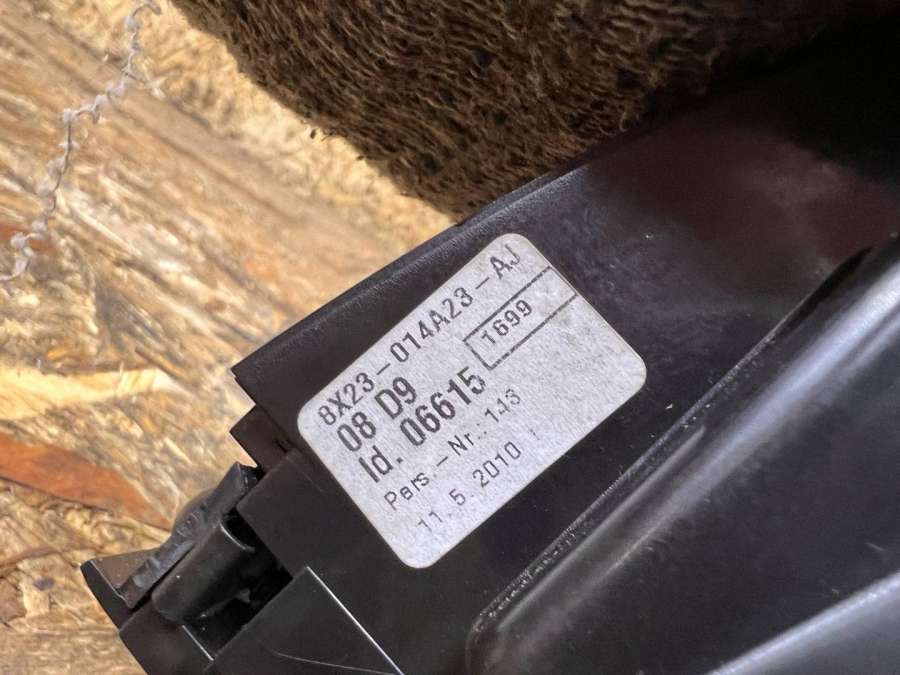 8X23-014A23-AJ
08 D9
1699
Id. 06615
Pers.-Nr.: 143
11.5.2010